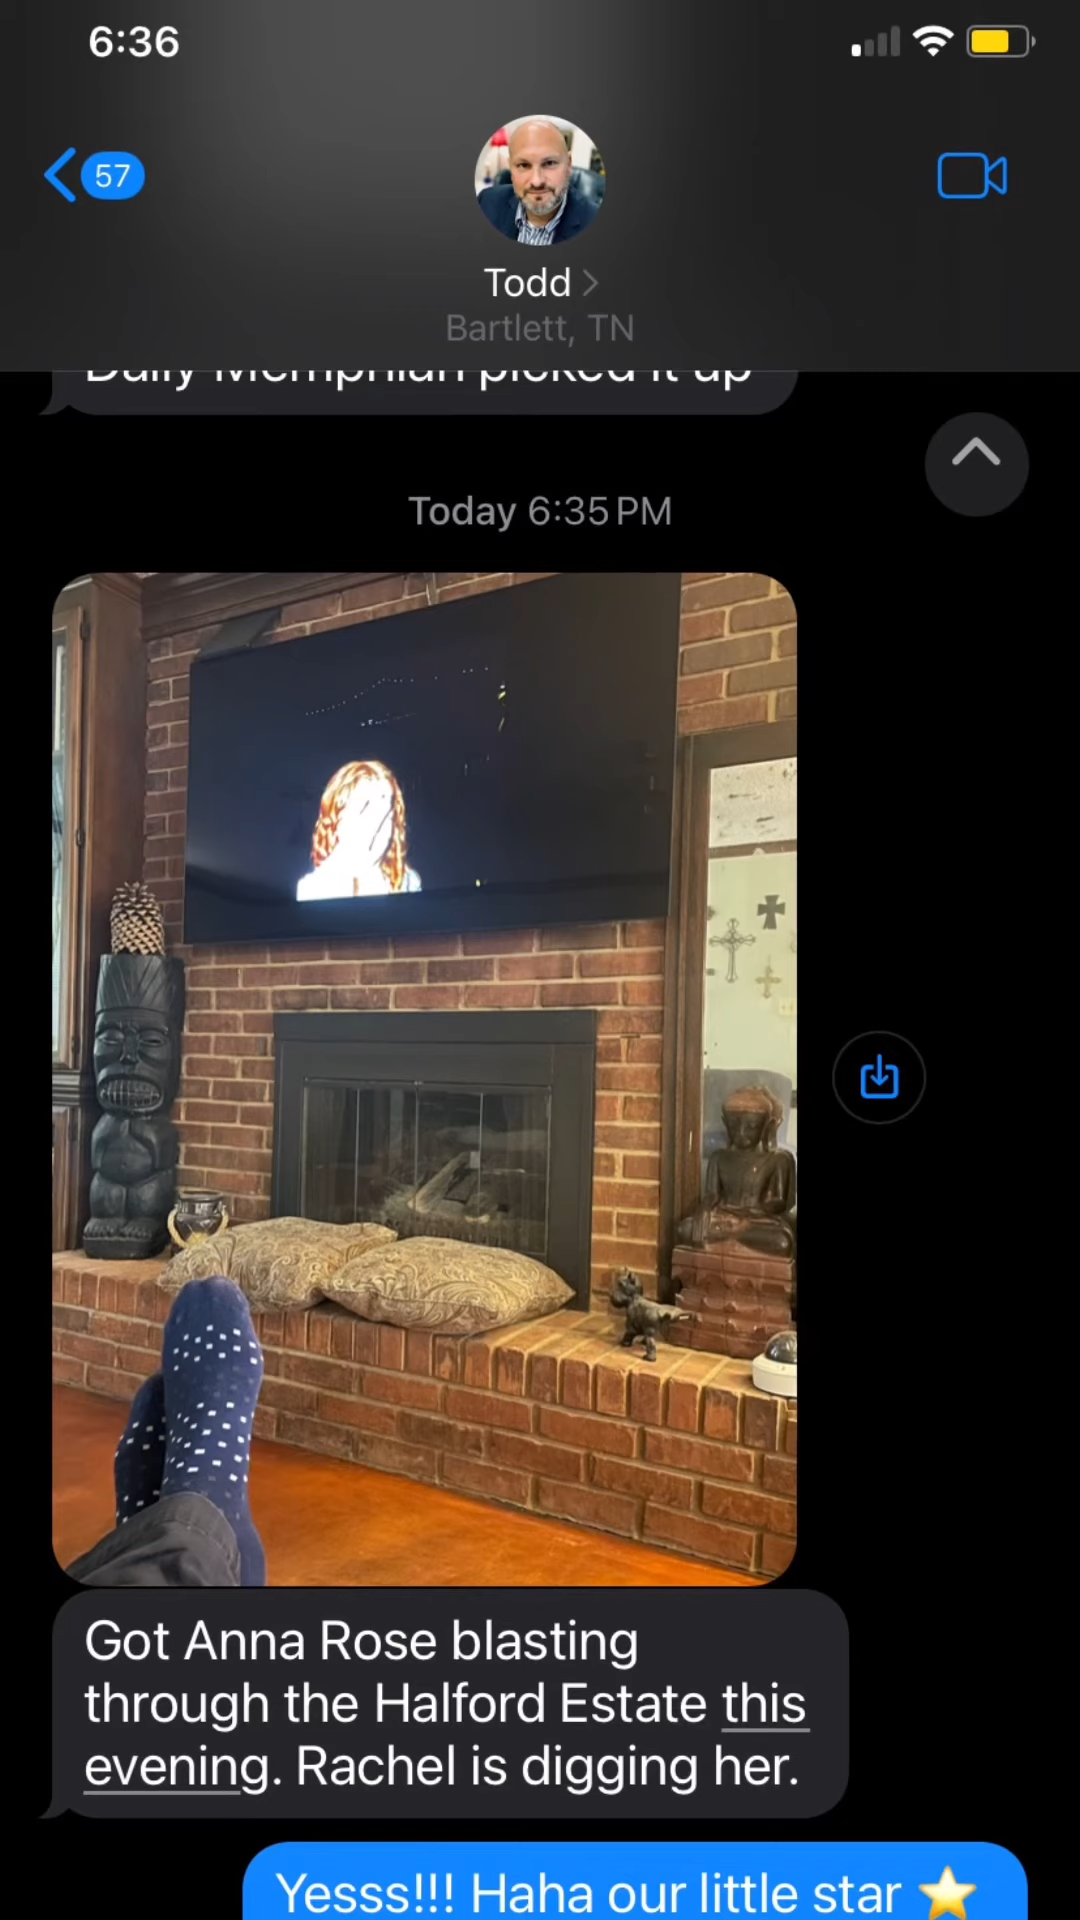 6:36
57
Todd
Bartlett, TN
Daily Memphian picked it up
Today 6:35 PM
Got Anna Rose blasting
through the Halford Estate this
evening. Rachel is digging her.
Yesss!!! Haha our little star ⭐